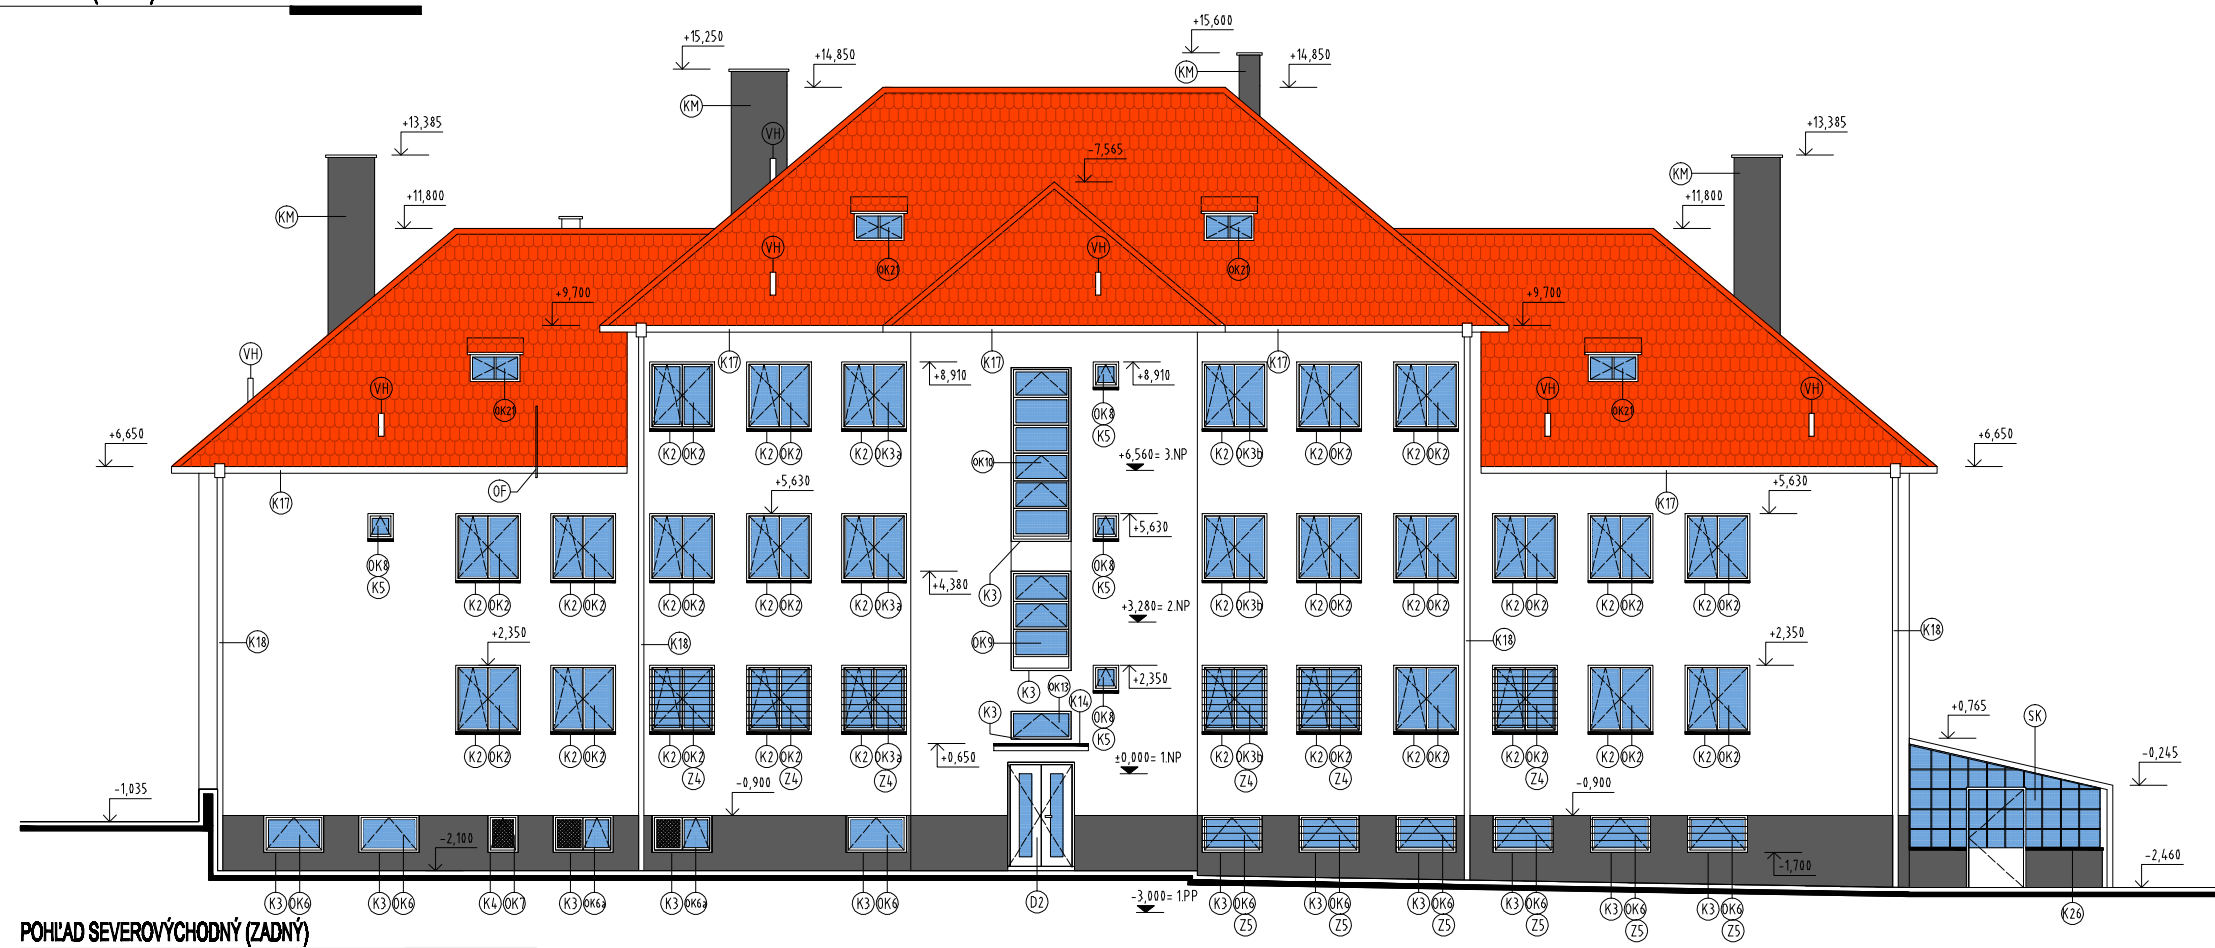 +15,600
+15,250
+14,850
+14,850
KM
KM
+13,385
+13,385
VH
-7,565
KM
KM
+11,800
+11,800
VH
VH
OK21
OK21
+9,700
+9,700
VH
K17
K17
K17
+8,910
+8,910
VH
OK21
VH
OK21
VH
OK8
K5
+6,650
K2 OK2
K2 OK2
K2 OK3a
OK10
+6,560= 3.NP
K2 OK3b
K2 OK2
K2 OK2
+6,650
K17
OF
+5,630
+5,630
K17
+5,630
OK8
K5
OK8
K5
+4,380
K3
K2 OK2
K2 OK2
K2 OK2
K2 OK2
K2 OK3a
+3,280= 2.NP
K2 OK3b
K2 OK2
K2 OK2
K2 OK2
K2 OK2
K2 OK2
K18
+2,350
K18
OK9
K18
+2,350
K18
+2,350
K3
OK13
K14
K3
OK8
K5
+0,765
SK
K2 OK2
K2 OK2
K2 OK2
Z4
K2 OK2
Z4
K2 OK3a
Z4
+0,650
±0,000= 1.NP
K2 OK3b
Z4
K2 OK2
Z4
K2 OK2
K2 OK2
Z4
K2 OK2
K2 OK2
-0,245
-1,035
-0,900
-0,900
-2,100
-1,700
-2,460
K3 OK6
K3 OK6
K4 OK7
K3 OK6a
K3 OK6a
K3 OK6
D2
-3,000= 1.PP
K3 OK6
Z5
K3 OK6
Z5
K3 OK6
Z5
K3 OK6
Z5
K3 OK6
Z5
K3 OK6
Z5
K26
POHĽAD SEVEROVÝCHODNÝ (ZADNÝ)